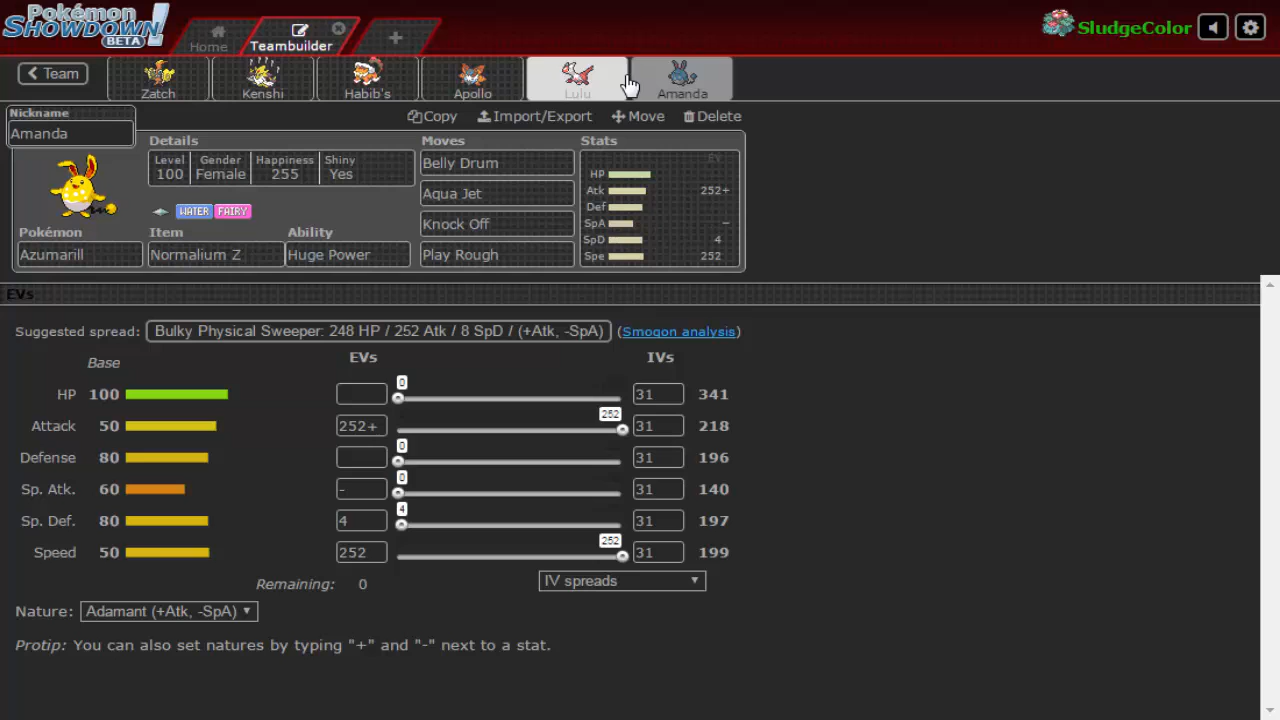 Pokémon
SHOWDOWN!
BETA
Home
Teambuilder
+
SludgeColor
Team
Zatch
Kenshi
Habib's
Apollo
Lulu
Amanda
Copy
Import/Export
Move
Delete
Nickname
Amanda
Details
Level
Gender
Happiness
Shiny
100
Female
255
Yes
WATER FAIRY
Pokémon
Item
Ability
Azumarill
Normalium Z
Huge Power
Moves
Belly Drum
Aqua Jet
Knock Off
Play Rough
Stats
EV
HP
Atk 252+
Def
SpA –
SpD 4
Spe 252
EVs
Suggested spread: Bulky Physical Sweeper: 248 HP / 252 Atk / 8 SpD / (+Atk, -SpA) (Smogon analysis)
Base EVs IVs
HP 100 0 31 341
Attack 50 252+ 252 31 218
Defense 80 0 31 196
Sp. Atk. 60 - 0 31 140
Sp. Def. 80 4 4 31 197
Speed 50 252 252 31 199
Remaining: 0 IV spreads
Nature: Adamant (+Atk, -SpA)
Protip: You can also set natures by typing "+" and "-" next to a stat.